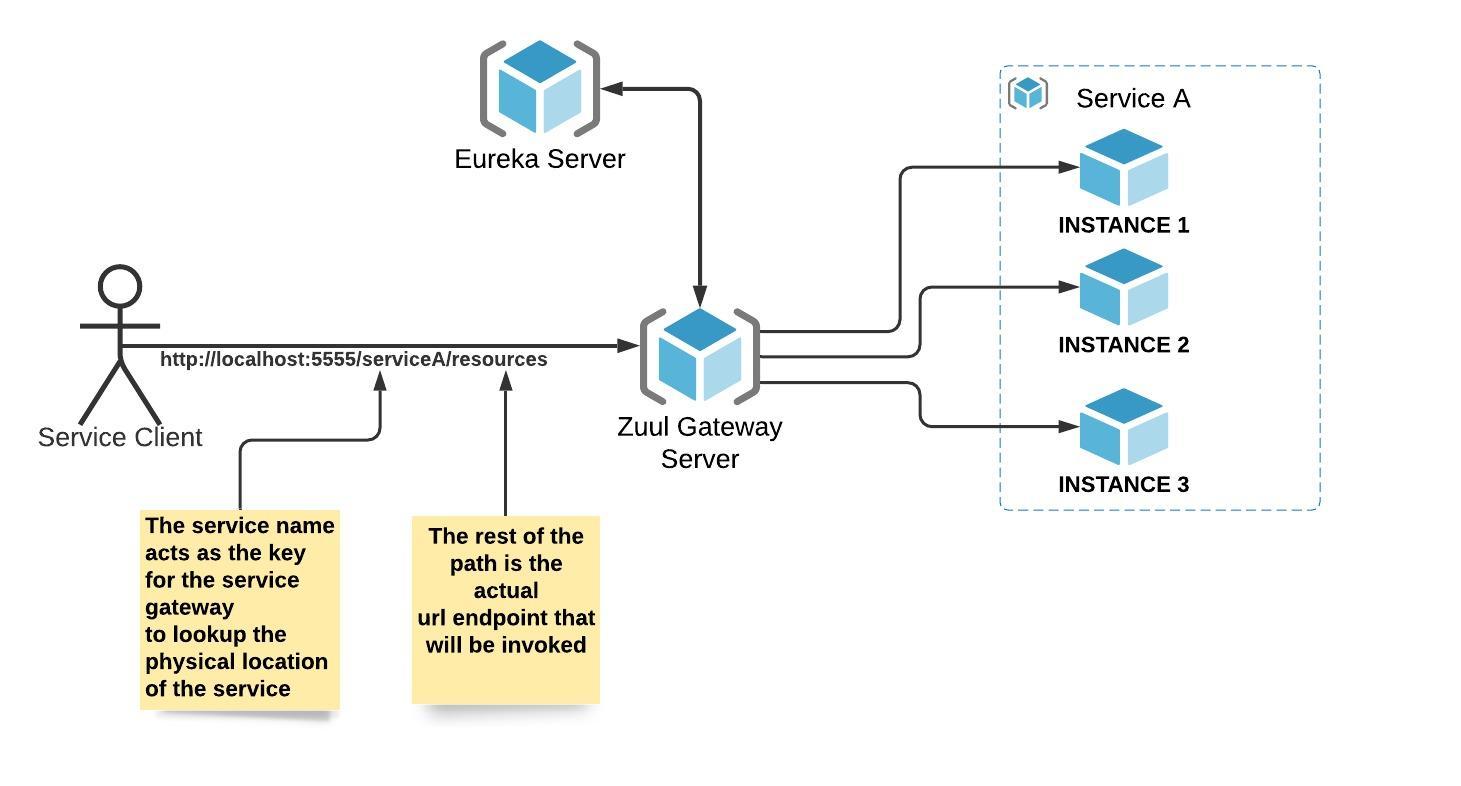 Eureka Server
Service A
INSTANCE 1
INSTANCE 2
INSTANCE 3
http://localhost:5555/serviceA/resources
Service Client
Zuul Gateway
Server
The service name
acts as the key
for the service
gateway
to lookup the
physical location
of the service
The rest of the
path is the
actual
url endpoint that
will be invoked